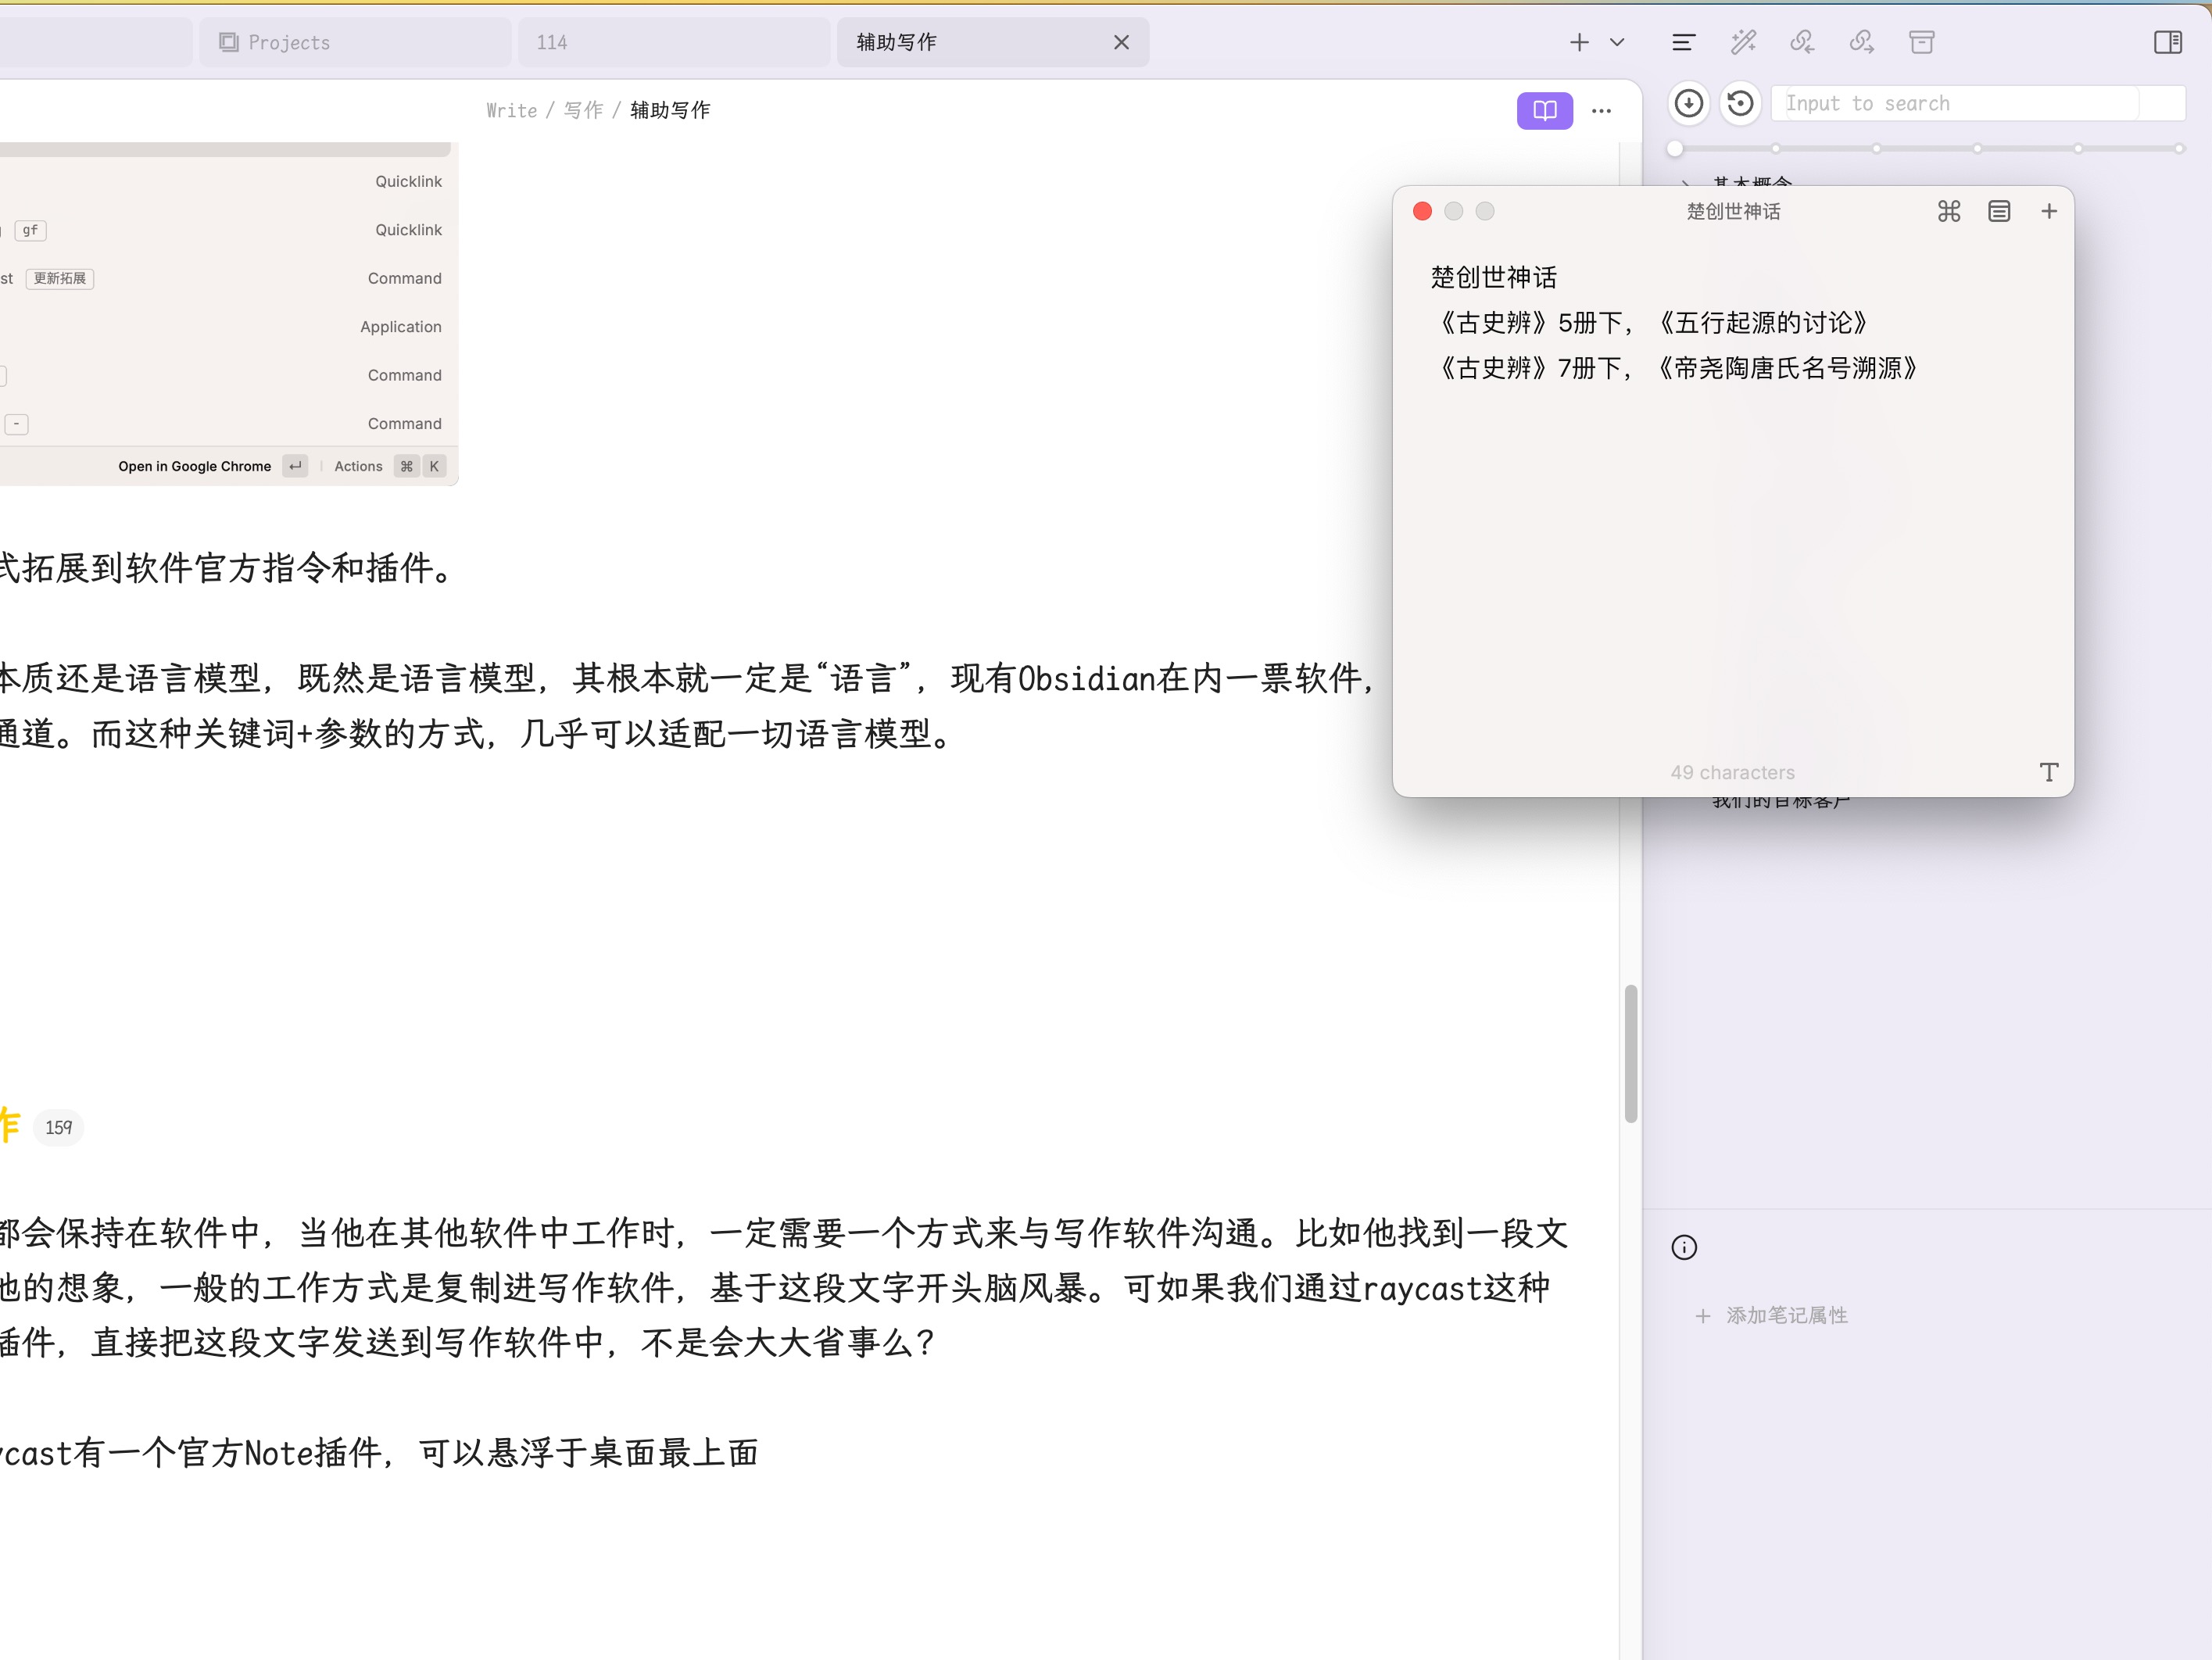 Projects
114
辅助写作
Write / 写作 / 辅助写作
Input to search
Quicklink
gf Quicklink
st 更新拓展 Command
Application
Command
- Command
Open in Google Chrome ↵ Actions ⌘ K
式拓展到软件官方指令和插件。
本质还是语言模型，既然是语言模型，其根本就一定是“语言”，现有Obsidian在内一票软件，
通道。而这种关键词+参数的方式，几乎可以适配一切语言模型。
作 159
都会保持在软件中，当他在其他软件中工作时，一定需要一个方式来与写作软件沟通。比如他找到一段文
他的想象，一般的工作方式是复制进写作软件，基于这段文字开头脑风暴。可如果我们通过raycast这种
插件，直接把这段文字发送到写作软件中，不是会大大省事么？
ycast有一个官方Note插件，可以悬浮于桌面最上面
基本概念
楚创世神话
楚创世神话
《古史辨》5册下，《五行起源的讨论》
《古史辨》7册下，《帝尧陶唐氏名号溯源》
49 characters
我们的目标客户
添加笔记属性